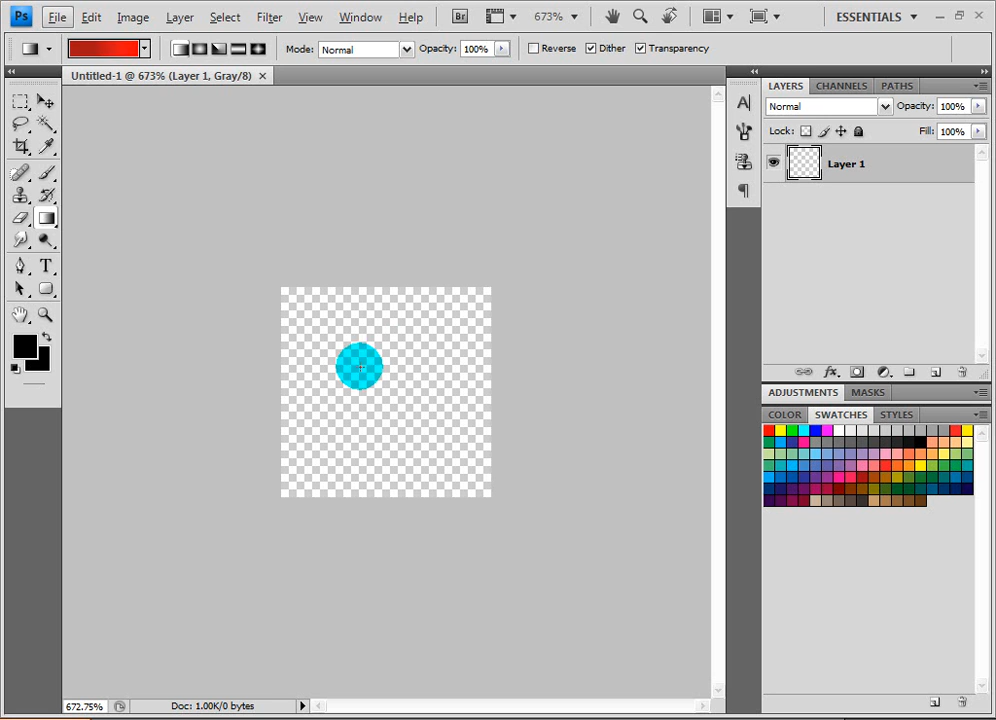 Ps File Edit Image Layer Select Filter View Window Help Br 673% ESSENTIALS
Mode: Normal Opacity: 100% Reverse Dither Transparency
Untitled-1 @ 673% (Layer 1, Gray/8)
LAYERS CHANNELS PATHS
Normal Opacity: 100%
Lock: Fill: 100%
Layer 1
fx
ADJUSTMENTS MASKS
COLOR SWATCHES STYLES
672.75% Doc: 1.00K/0 bytes